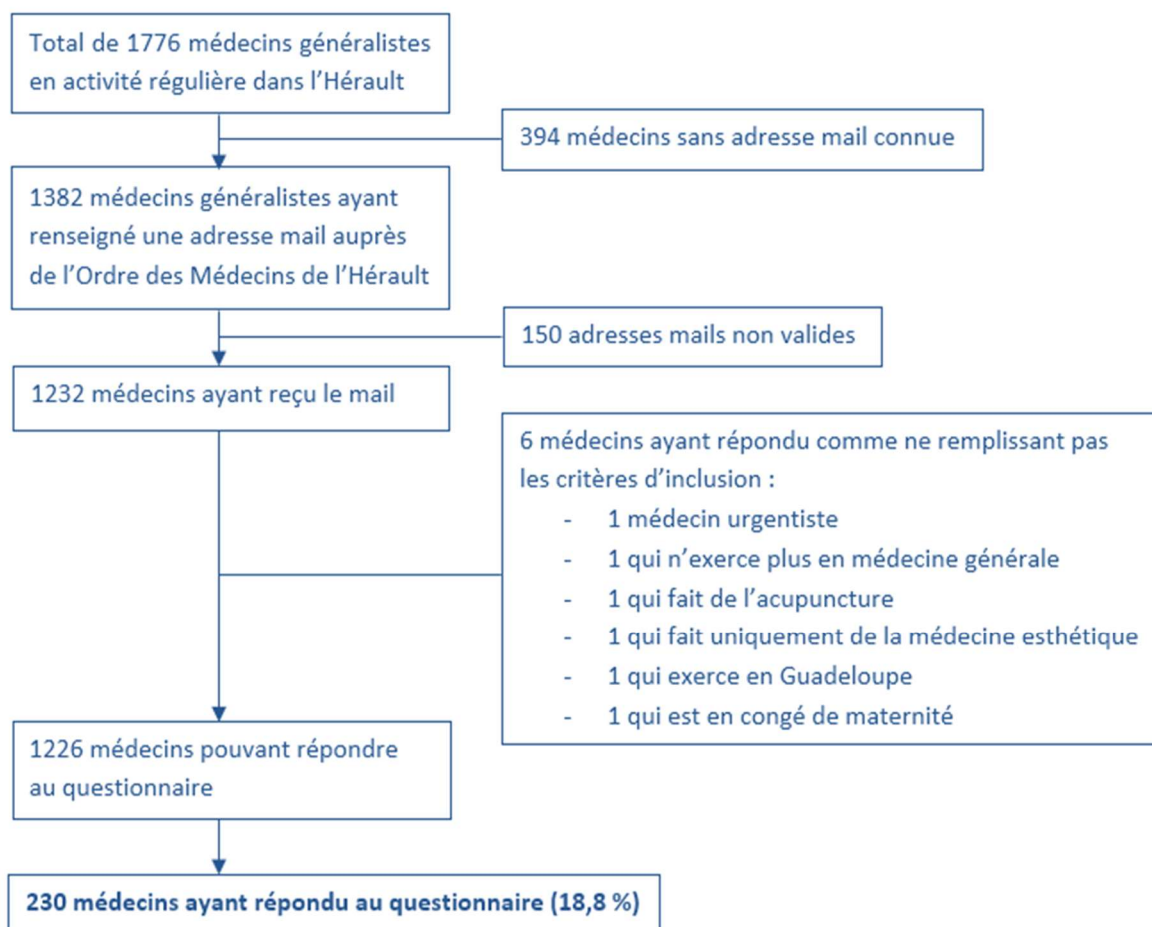 Total de 1776 médecins généralistes
en activité régulière dans l'Hérault
394 médecins sans adresse mail connue
1382 médecins généralistes ayant
renseigné une adresse mail auprès
de l'Ordre des Médecins de l'Hérault
150 adresses mails non valides
1232 médecins ayant reçu le mail
6 médecins ayant répondu comme ne remplissant pas
les critères d'inclusion :
- 1 médecin urgentiste
- 1 qui n'exerce plus en médecine générale
- 1 qui fait de l'acupuncture
- 1 qui fait uniquement de la médecine esthétique
- 1 qui exerce en Guadeloupe
- 1 qui est en congé de maternité
1226 médecins pouvant répondre
au questionnaire
230 médecins ayant répondu au questionnaire (18,8 %)